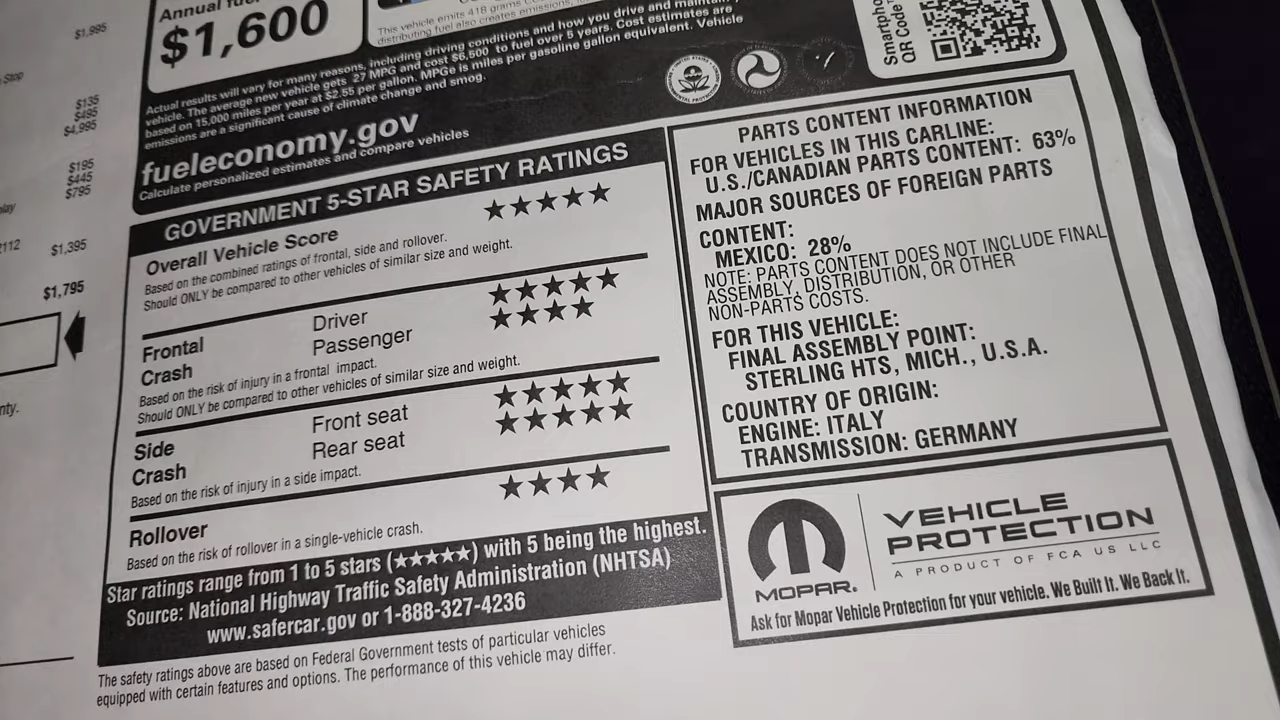 $1,995
Stop
$135
$495
$4,995
$195
$445
$795
$1,395
$1,795
Annual fuel
$1,600
This vehicle emits 418 grams
distributing fuel also creates emissions,
Actual results will vary for many reasons, including driving conditions and how you drive and maintain
vehicle. The average new vehicle gets 27 MPG and cost $6,500 to fuel over 5 years. Cost estimates are
based on 15,000 miles per year at $2.55 per gallon. MPGe is miles per gasoline gallon equivalent. Vehicle
emissions are a significant cause of climate change and smog.
fueleconomy.gov
Calculate personalized estimates and compare vehicles
QR Code
GOVERNMENT 5-STAR SAFETY RATINGS
Overall Vehicle Score ★★★★★
Based on the combined ratings of frontal, side and rollover.
Should ONLY be compared to other vehicles of similar size and weight.
Frontal Driver ★★★★★
Crash Passenger ★★★★
Based on the risk of injury in a frontal impact.
Should ONLY be compared to other vehicles of similar size and weight.
Side Front seat ★★★★★
Crash Rear seat ★★★★★
Based on the risk of injury in a side impact.
Rollover ★★★★
Based on the risk of rollover in a single-vehicle crash.
Star ratings range from 1 to 5 stars (★★★★★) with 5 being the highest.
Source: National Highway Traffic Safety Administration (NHTSA)
www.safercar.gov or 1-888-327-4236
The safety ratings above are based on Federal Government tests of particular vehicles
equipped with certain features and options. The performance of this vehicle may differ.
PARTS CONTENT INFORMATION
FOR VEHICLES IN THIS CARLINE:
U.S./CANADIAN PARTS CONTENT: 63%
MAJOR SOURCES OF FOREIGN PARTS
CONTENT:
MEXICO: 28%
NOTE: PARTS CONTENT DOES NOT INCLUDE FINAL
ASSEMBLY, DISTRIBUTION, OR OTHER
NON-PARTS COSTS.
FOR THIS VEHICLE:
FINAL ASSEMBLY POINT:
STERLING HTS, MICH., U.S.A.
COUNTRY OF ORIGIN:
ENGINE: ITALY
TRANSMISSION: GERMANY
MOPAR.
VEHICLE
PROTECTION
A PRODUCT OF FCA US LLC
Ask for Mopar Vehicle Protection for your vehicle. We Built It. We Back It.